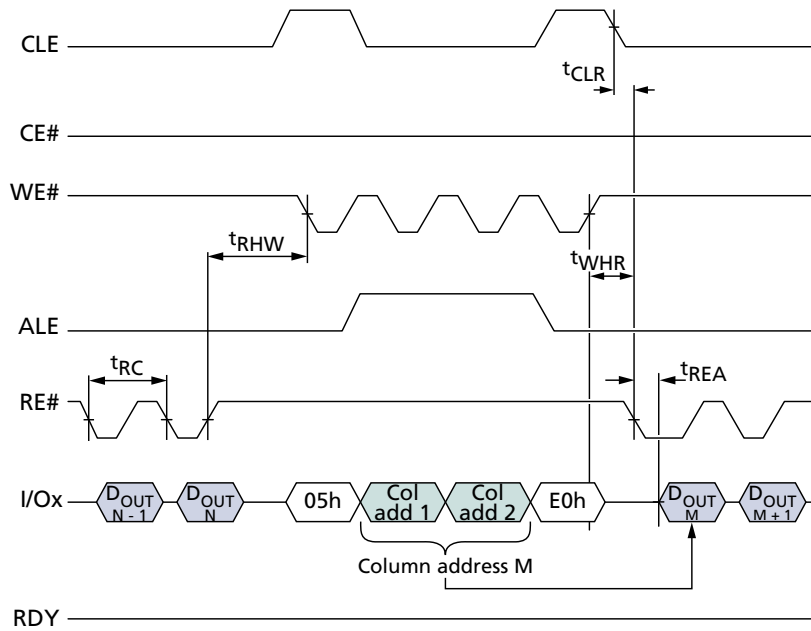 CLE
tCLR
CE#
WE#
tRHW
tWHR
ALE
tRC
tREA
RE#
I/Ox
DOUT
N - 1
DOUT
N
05h
Col
add 1
Col
add 2
E0h
DOUT
M
DOUT
M + 1
Column address M
RDY